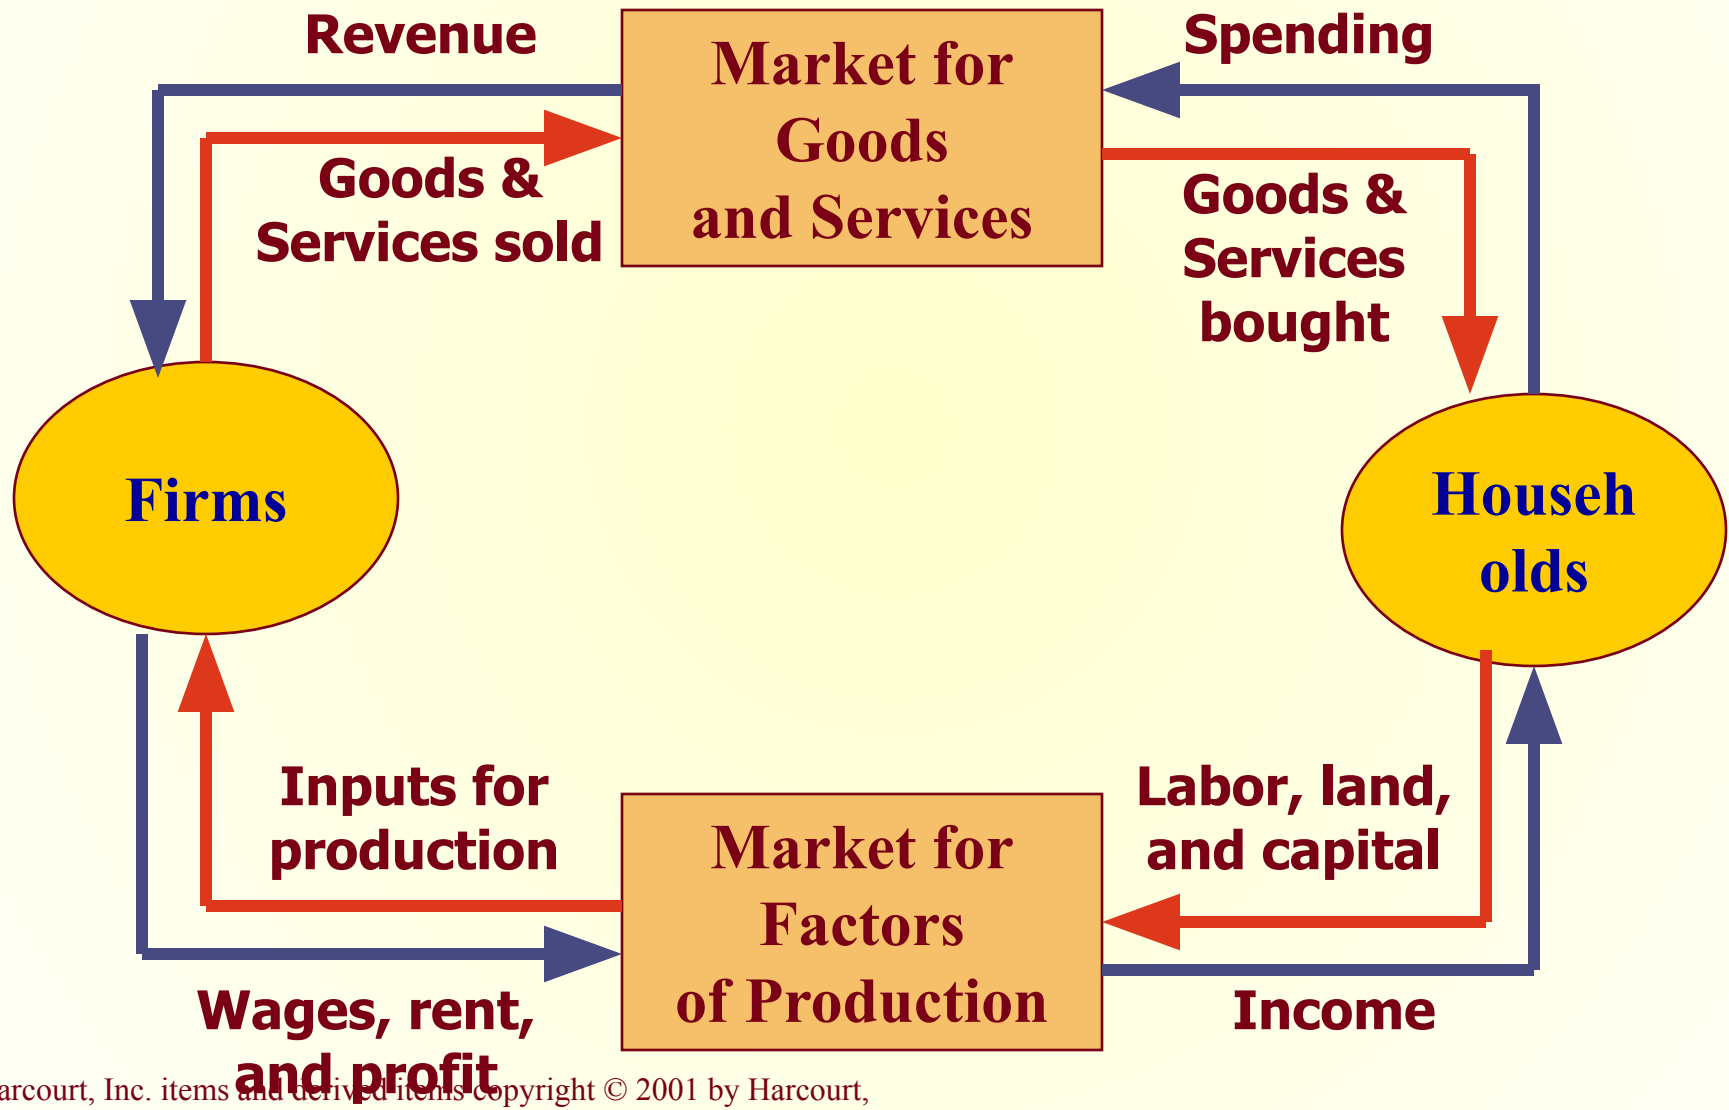 Revenue
Market for
Goods
and Services
Spending
Goods &
Services sold
Goods &
Services
bought
Firms
Househ
olds
Inputs for
production
Market for
Factors
of Production
Labor, land,
and capital
Wages, rent,
and profit
Income
arcourt, Inc. items and derived items copyright © 2001 by Harcourt,